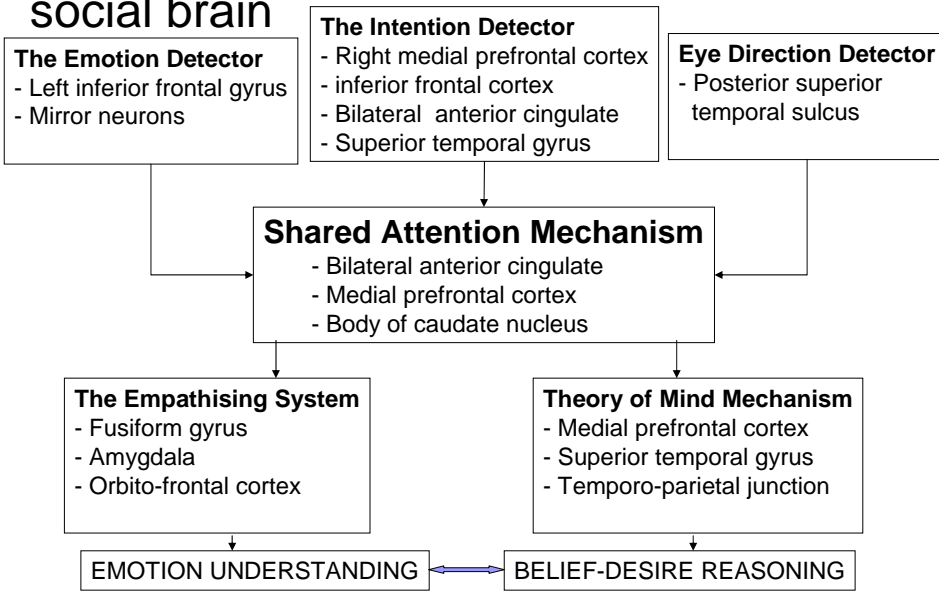 social brain
The Emotion Detector
- Left inferior frontal gyrus
- Mirror neurons
The Intention Detector
- Right medial prefrontal cortex
- inferior frontal cortex
- Bilateral anterior cingulate
- Superior temporal gyrus
Eye Direction Detector
- Posterior superior
temporal sulcus
Shared Attention Mechanism
- Bilateral anterior cingulate
- Medial prefrontal cortex
- Body of caudate nucleus
The Empathising System
- Fusiform gyrus
- Amygdala
- Orbito-frontal cortex
Theory of Mind Mechanism
- Medial prefrontal cortex
- Superior temporal gyrus
- Temporo-parietal junction
EMOTION UNDERSTANDING
BELIEF-DESIRE REASONING